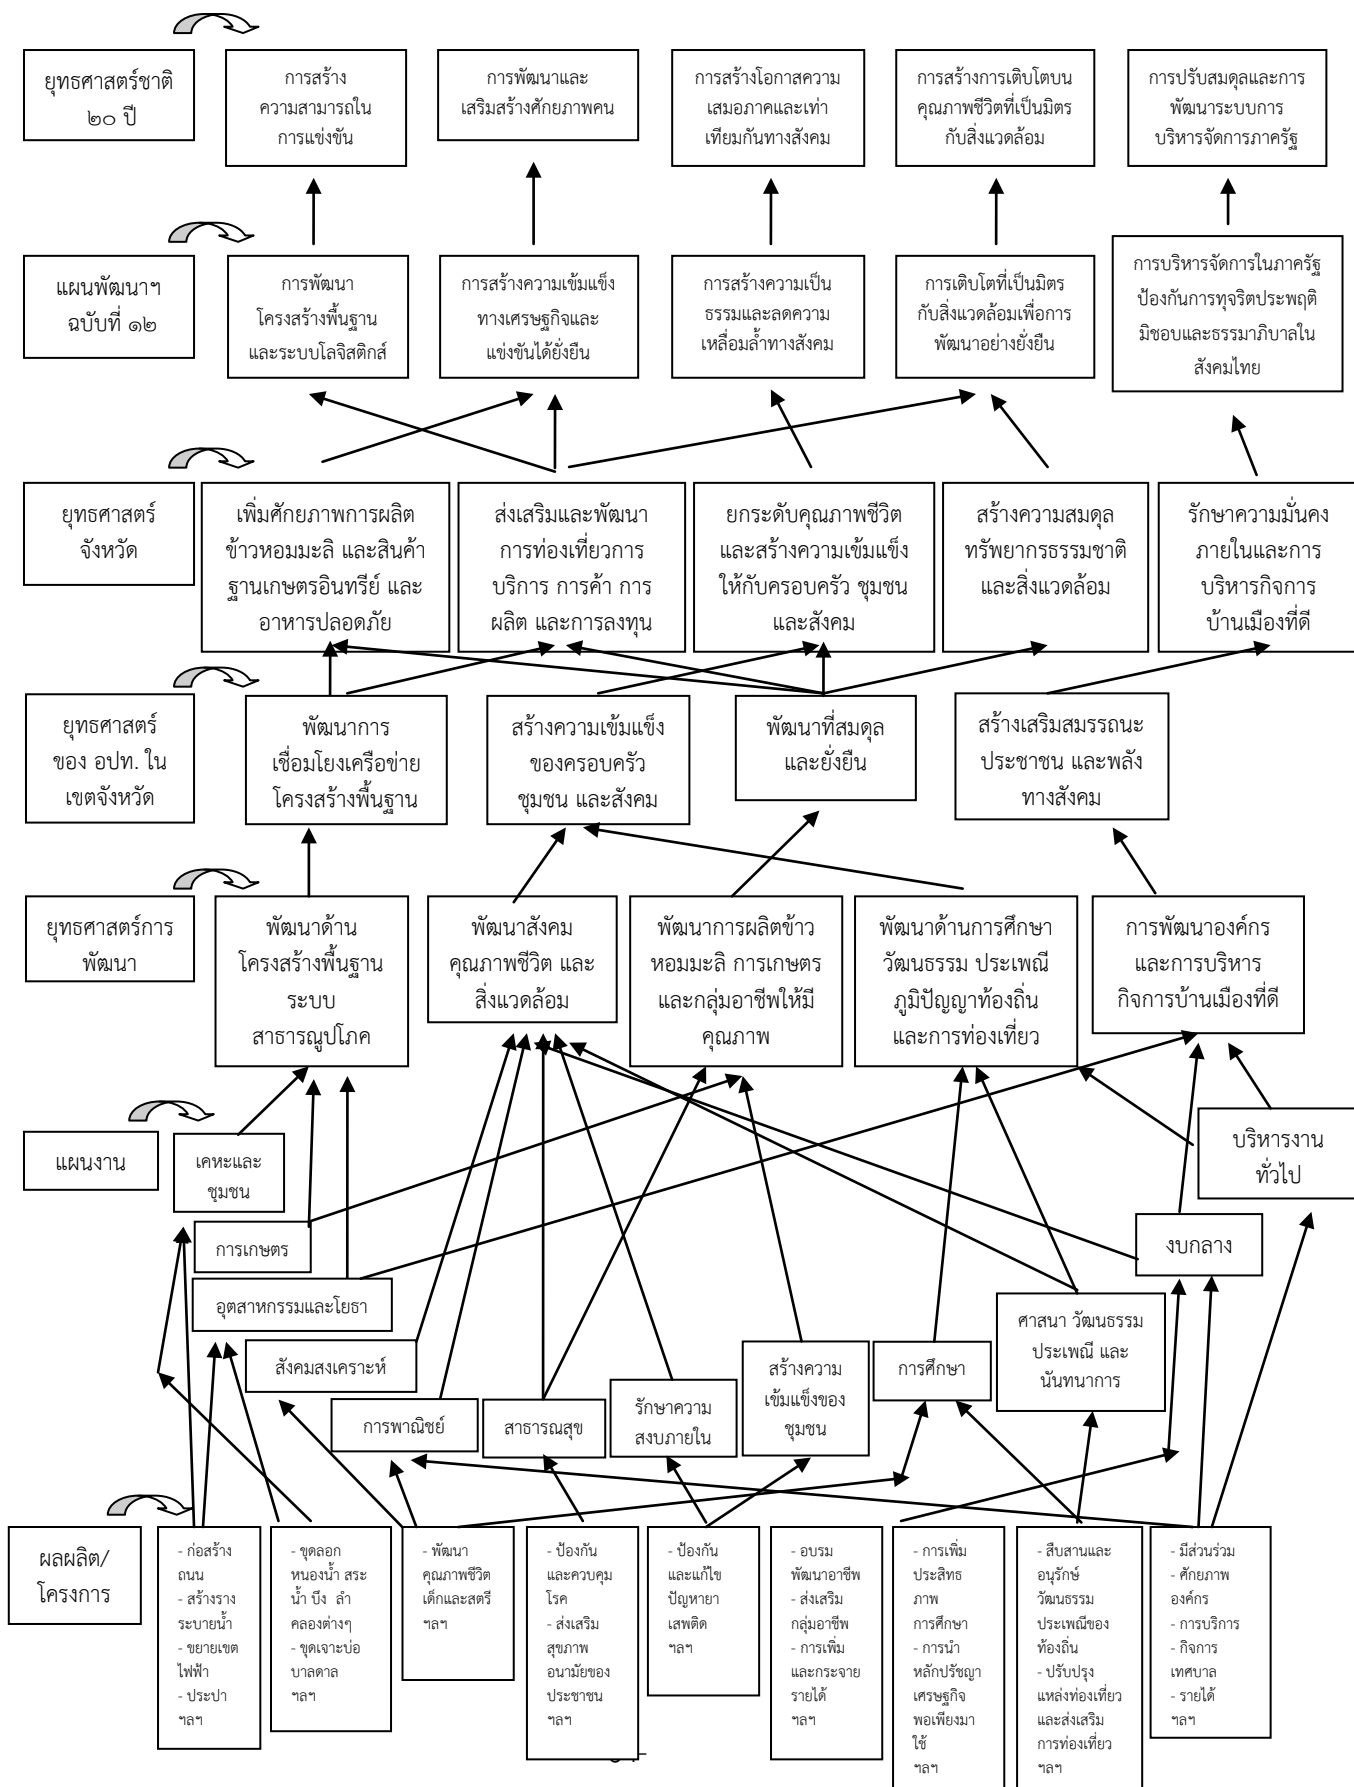 ยุทธศาสตร์ชาติ
๒๐ ปี
การสร้าง
ความสามารถใน
การแข่งขัน
การพัฒนาและ
เสริมสร้างศักยภาพคน
การสร้างโอกาสความ
เสมอภาคและเท่า
เทียมกันทางสังคม
การสร้างการเติบโตบน
คุณภาพชีวิตที่เป็นมิตร
กับสิ่งแวดล้อม
การปรับสมดุลและการ
พัฒนาระบบการ
บริหารจัดการภาครัฐ
แผนพัฒนาฯ
ฉบับที่ ๑๒
การพัฒนา
โครงสร้างพื้นฐาน
และระบบโลจิสติกส์
การสร้างความเข้มแข็ง
ทางเศรษฐกิจและ
แข่งขันได้ยั่งยืน
การสร้างความเป็น
ธรรมและลดความ
เหลื่อมล้ำทางสังคม
การเติบโตที่เป็นมิตร
กับสิ่งแวดล้อมเพื่อการ
พัฒนาอย่างยั่งยืน
การบริหารจัดการในภาครัฐ
ป้องกันการทุจริตประพฤติ
มิชอบและธรรมาภิบาลใน
สังคมไทย
ยุทธศาสตร์
จังหวัด
เพิ่มศักยภาพการผลิต
ข้าวหอมมะลิ และสินค้า
ฐานเกษตรอินทรีย์ และ
อาหารปลอดภัย
ส่งเสริมและพัฒนา
การท่องเที่ยวการ
บริการ การค้า การ
ผลิต และการลงทุน
ยกระดับคุณภาพชีวิต
และสร้างความเข้มแข็ง
ให้กับครอบครัว ชุมชน
และสังคม
สร้างความสมดุล
ทรัพยากรธรรมชาติ
และสิ่งแวดล้อม
รักษาความมั่นคง
ภายในและการ
บริหารกิจการ
บ้านเมืองที่ดี
ยุทธศาสตร์
ของ อปท. ใน
เขตจังหวัด
พัฒนาการ
เชื่อมโยงเครือข่าย
โครงสร้างพื้นฐาน
สร้างความเข้มแข็ง
ของครอบครัว
ชุมชน และสังคม
พัฒนาที่สมดุล
และยั่งยืน
สร้างเสริมสมรรถนะ
ประชาชน และพลัง
ทางสังคม
ยุทธศาสตร์การ
พัฒนา
พัฒนาด้าน
โครงสร้างพื้นฐาน
ระบบ
สาธารณูปโภค
พัฒนาสังคม
คุณภาพชีวิต และ
สิ่งแวดล้อม
พัฒนาการผลิตข้าว
หอมมะลิ การเกษตร
และกลุ่มอาชีพให้มี
คุณภาพ
พัฒนาด้านการศึกษา
วัฒนธรรม ประเพณี
ภูมิปัญญาท้องถิ่น
และการท่องเที่ยว
การพัฒนาองค์กร
และการบริหาร
กิจการบ้านเมืองที่ดี
แผนงาน
เคหะและ
ชุมชน
การเกษตร
อุตสาหกรรมและโยธา
สังคมสงเคราะห์
การพาณิชย์
สาธารณสุข
รักษาความ
สงบภายใน
สร้างความ
เข้มแข็งของ
ชุมชน
การศึกษา
ศาสนา วัฒนธรรม
ประเพณี และ
นันทนาการ
งบกลาง
บริหารงาน
ทั่วไป
ผลผลิต/
โครงการ
- ก่อสร้าง
ถนน
- สร้างราง
ระบายน้ำ
- ขยายเขต
ไฟฟ้า
- ประปา
ฯลฯ
- ขุดลอก
หนองน้ำ สระ
น้ำ บึง ลำ
คลองต่างๆ
- ขุดเจาะบ่อ
บาลดาล
ฯลฯ
- พัฒนา
คุณภาพชีวิต
เด็กและสตรี
ฯลฯ
- ป้องกัน
และควบคุม
โรค
- ส่งเสริม
สุขภาพ
อนามัยของ
ประชาชน
ฯลฯ
- ป้องกัน
และแก้ไข
ปัญหายา
เสพติด
ฯลฯ
- อบรม
พัฒนาอาชีพ
- ส่งเสริม
กลุ่มอาชีพ
- การเพิ่ม
และกระจาย
รายได้
ฯลฯ
- การเพิ่ม
ประสิทธ
ภาพ
การศึกษา
- การนำ
หลักปรัชญา
เศรษฐกิจ
พอเพียงมา
ใช้
ฯลฯ
- สืบสานและ
อนุรักษ์
วัฒนธรรม
ประเพณีของ
ท้องถิ่น
- ปรับปรุง
แหล่งท่องเที่ยว
และส่งเสริม
การท่องเที่ยว
ฯลฯ
- มีส่วนร่วม
- ศักยภาพ
องค์กร
- การบริการ
- กิจการ
เทศบาล
- รายได้
ฯลฯ